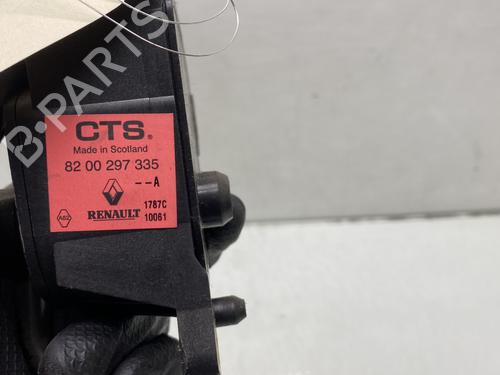 CTS®
Made in Scotland
82 00 297 335
--A
RENAULT
1787C
10061
B-PARTS